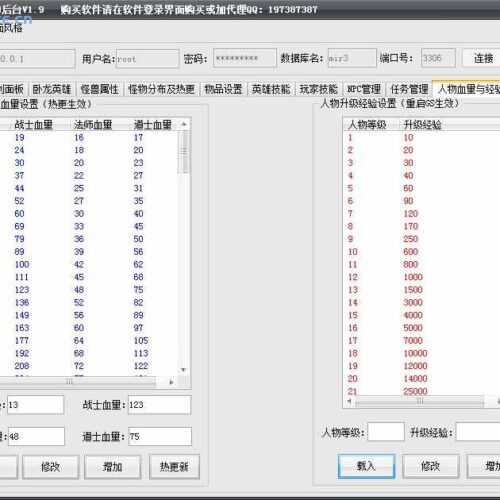 后台V1.9 购买软件请在软件登录界面购买或加代理QQ：197387387
面风格
0.0.1 用户名: root 密码: ********* 数据库名: mir3 端口号: 3306 连接
制面板 卧龙英雄 怪兽属性 怪物分布及热更 物品设置 英雄技能 玩家技能 NPC管理 任务管理 人物血量与经验
血量设置（热更生效） 人物升级经验设置（重启GS生效）
战士血量 法师血量 道士血量 人物等级 升级经验
19 16 17 1 10
24 18 20 2 20
30 20 23 3 30
37 22 27 4 40
44 25 31 5 60
52 27 35 6 90
60 30 40 7 120
69 33 45 8 170
79 36 50 9 250
89 39 56 10 600
100 42 62 11 800
111 45 68 12 1000
123 48 75 13 1500
136 52 82 14 3000
149 56 89 15 4000
163 60 97 16 5000
177 64 105 17 7000
192 68 113 18 10000
208 72 122 19 12000
20 14000
21 25000
13 战士血量: 123
48 道士血量: 75 人物等级: 升级经验:
修改 增加 热更新 载入 修改 增加